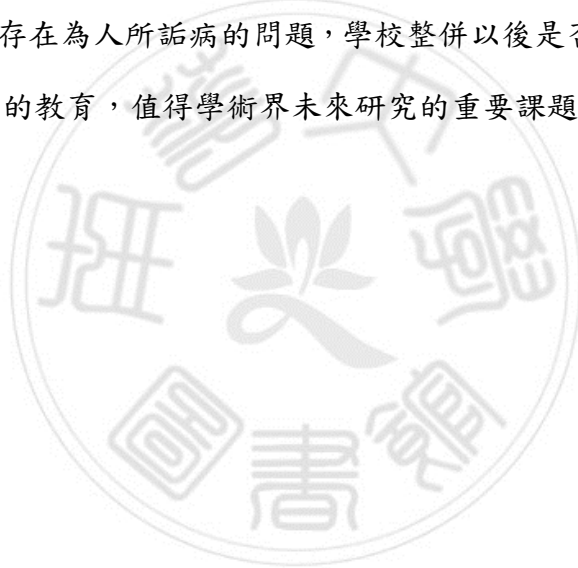 存在為人所詬病的問題，學校整併以後是
的教育，值得學術界未來研究的重要課題